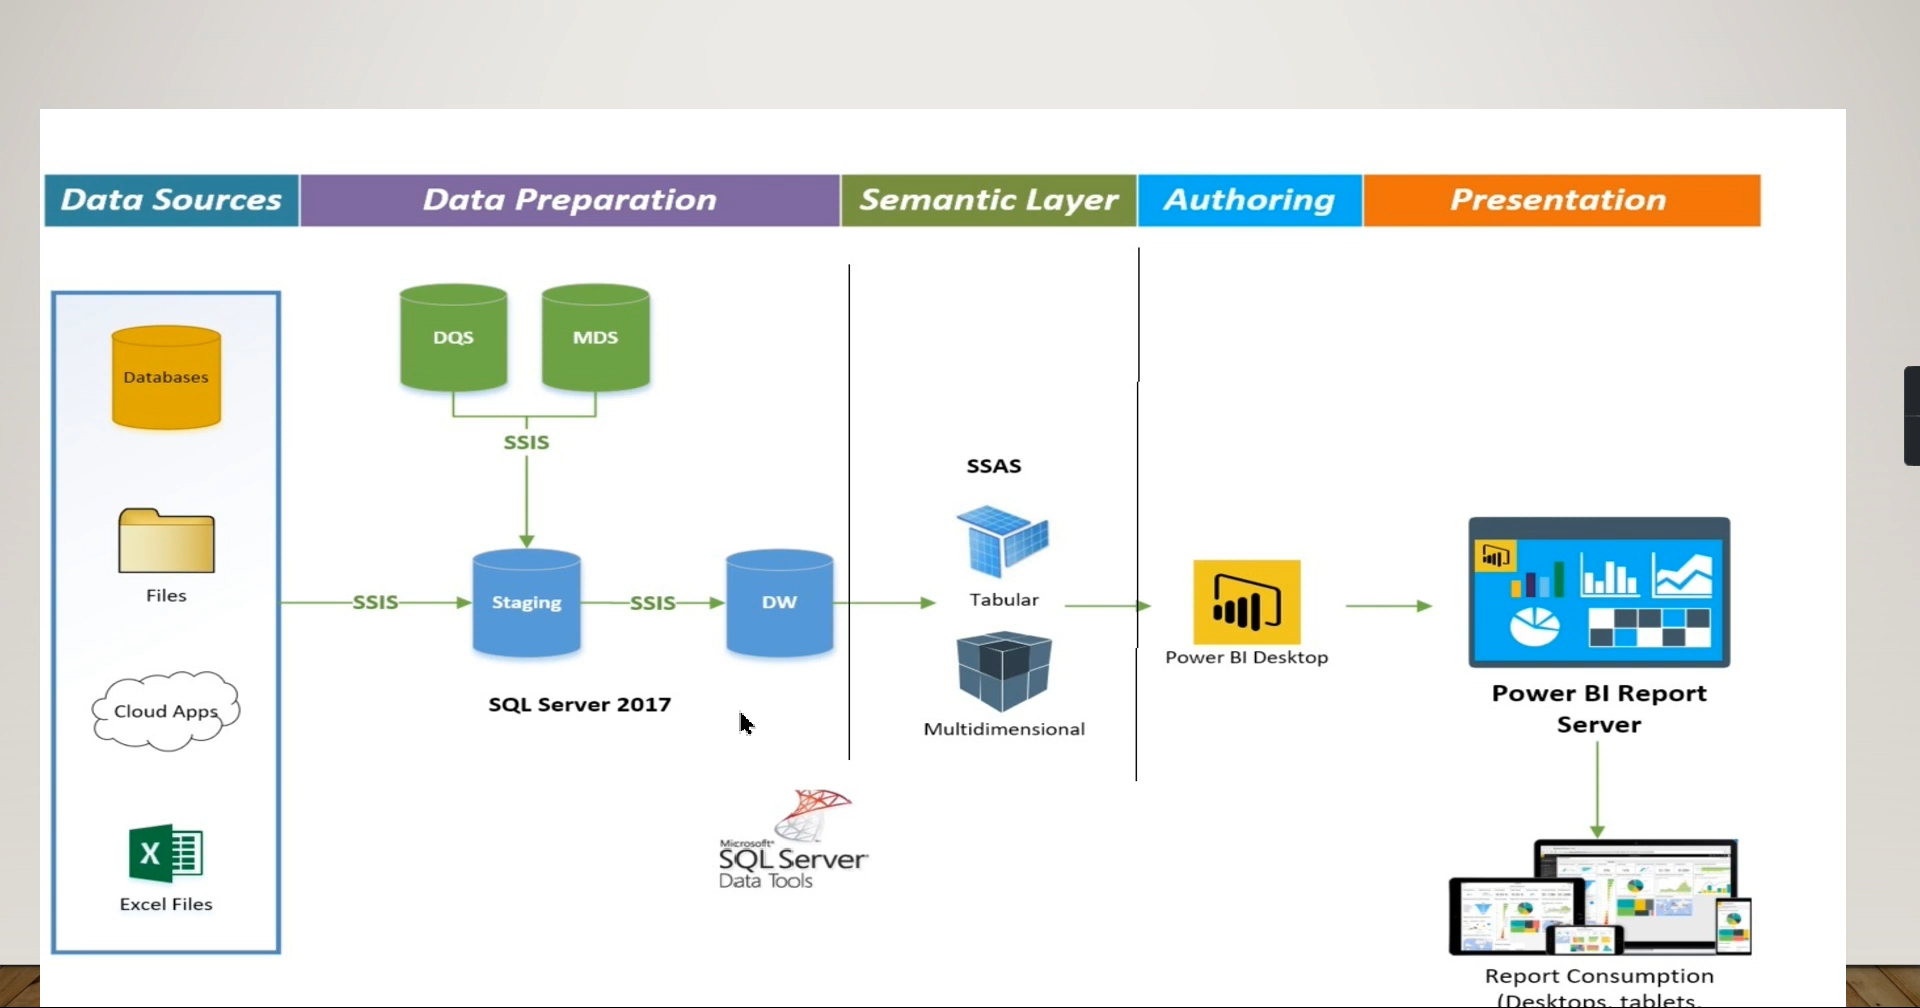 Data Sources
Data Preparation
Semantic Layer
Authoring
Presentation
Databases
Files
Cloud Apps
Excel Files
DQS
MDS
SSIS
SSIS
Staging
SSIS
DW
SQL Server 2017
Microsoft
SQL Server
Data Tools
SSAS
Tabular
Multidimensional
Power BI Desktop
Power BI Report
Server
Report Consumption
(Desktops, tablets,